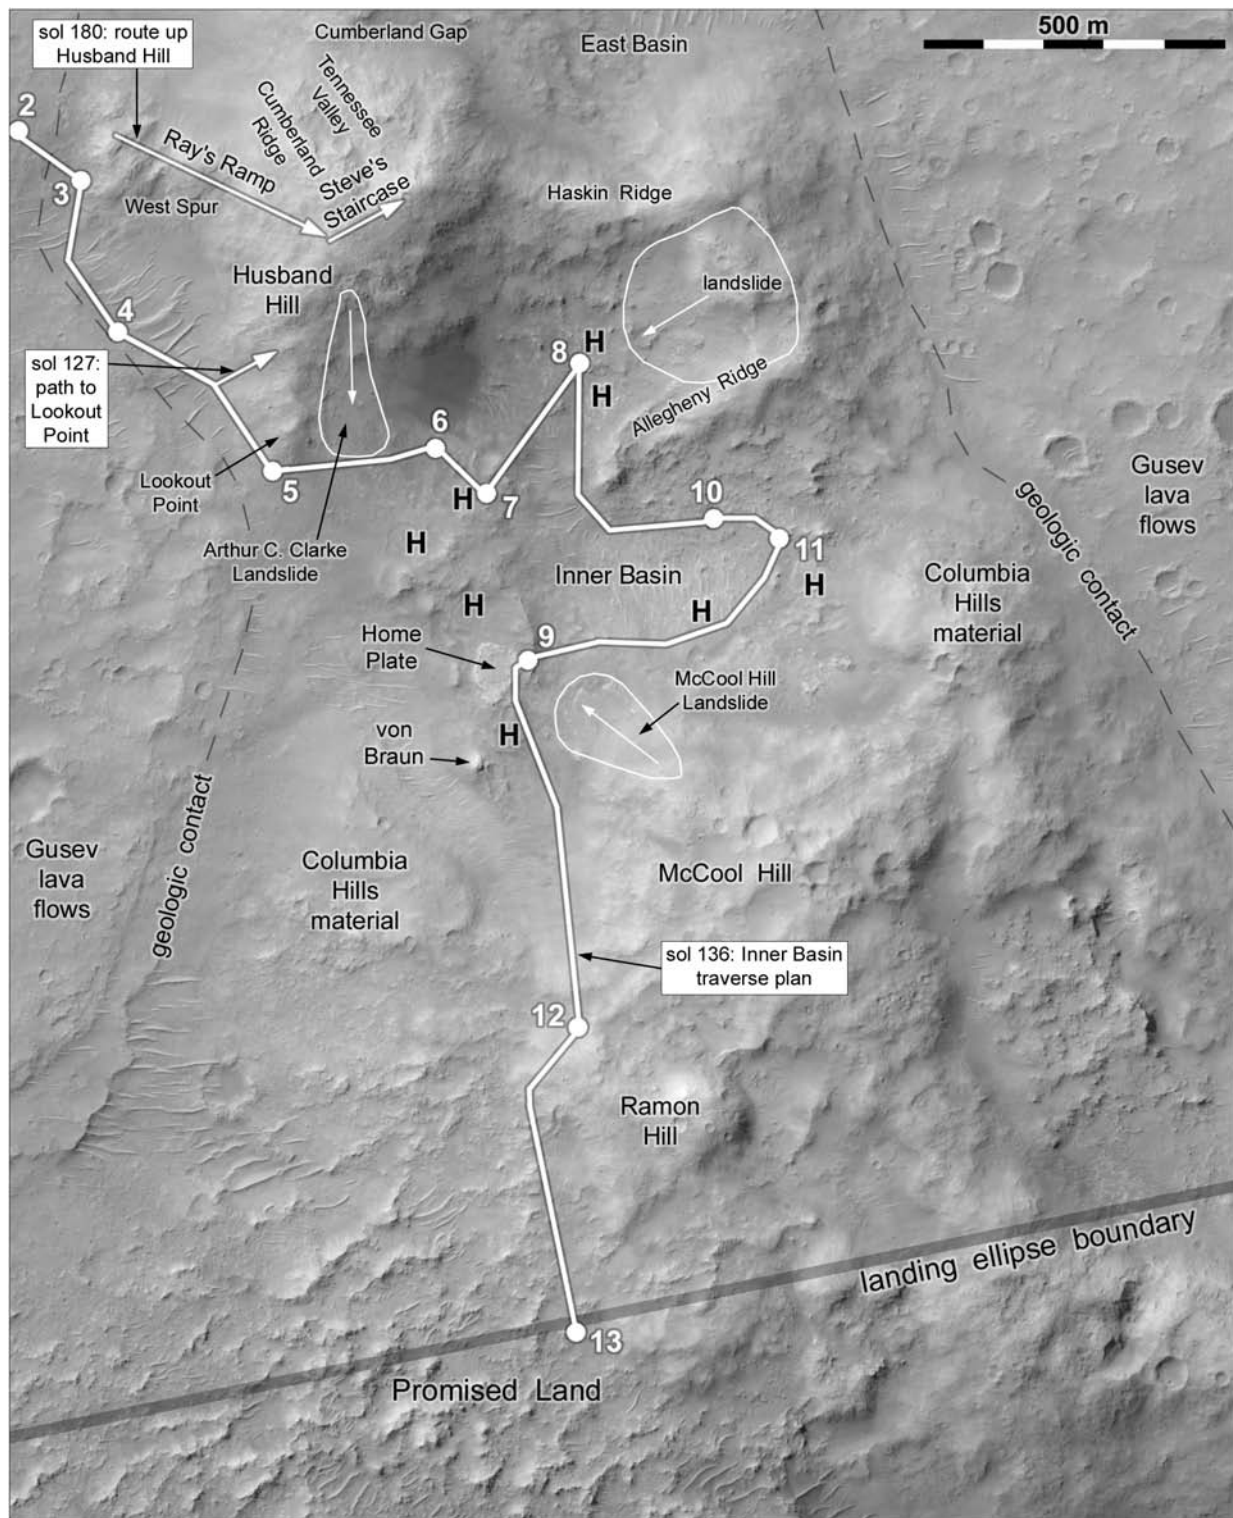 500 m
sol 180: route up
Husband Hill
Cumberland Gap
East Basin
Tennessee
Valley
Cumberland
Ridge
2
Ray's Ramp
Steve's
Staircase
3
West Spur
Haskin Ridge
Husband
Hill
landslide
4
H
8
sol 127:
path to
Lookout
Point
H
Allegheny Ridge
6
Lookout
Point
5
H
7
10
Gusev
lava
flows
geologic contact
11
H
Arthur C. Clarke
Landslide
Inner Basin
H
Columbia
Hills
material
H
H
Home
Plate
9
McCool Hill
Landslide
von
Braun
H
geologic contact
Gusev
lava
flows
Columbia
Hills
material
McCool Hill
sol 136: Inner Basin
traverse plan
12
Ramon
Hill
landing ellipse boundary
13
Promised Land